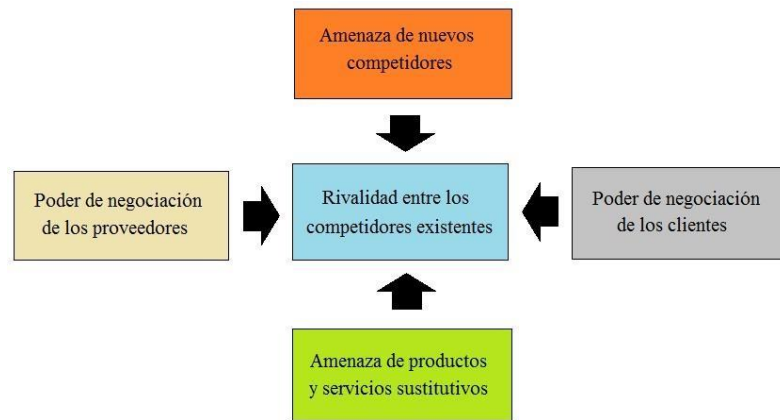 Amenaza de nuevos
competidores
Poder de negociación
de los proveedores
Rivalidad entre los
competidores existentes
Poder de negociación
de los clientes
Amenaza de productos
y servicios sustitutivos